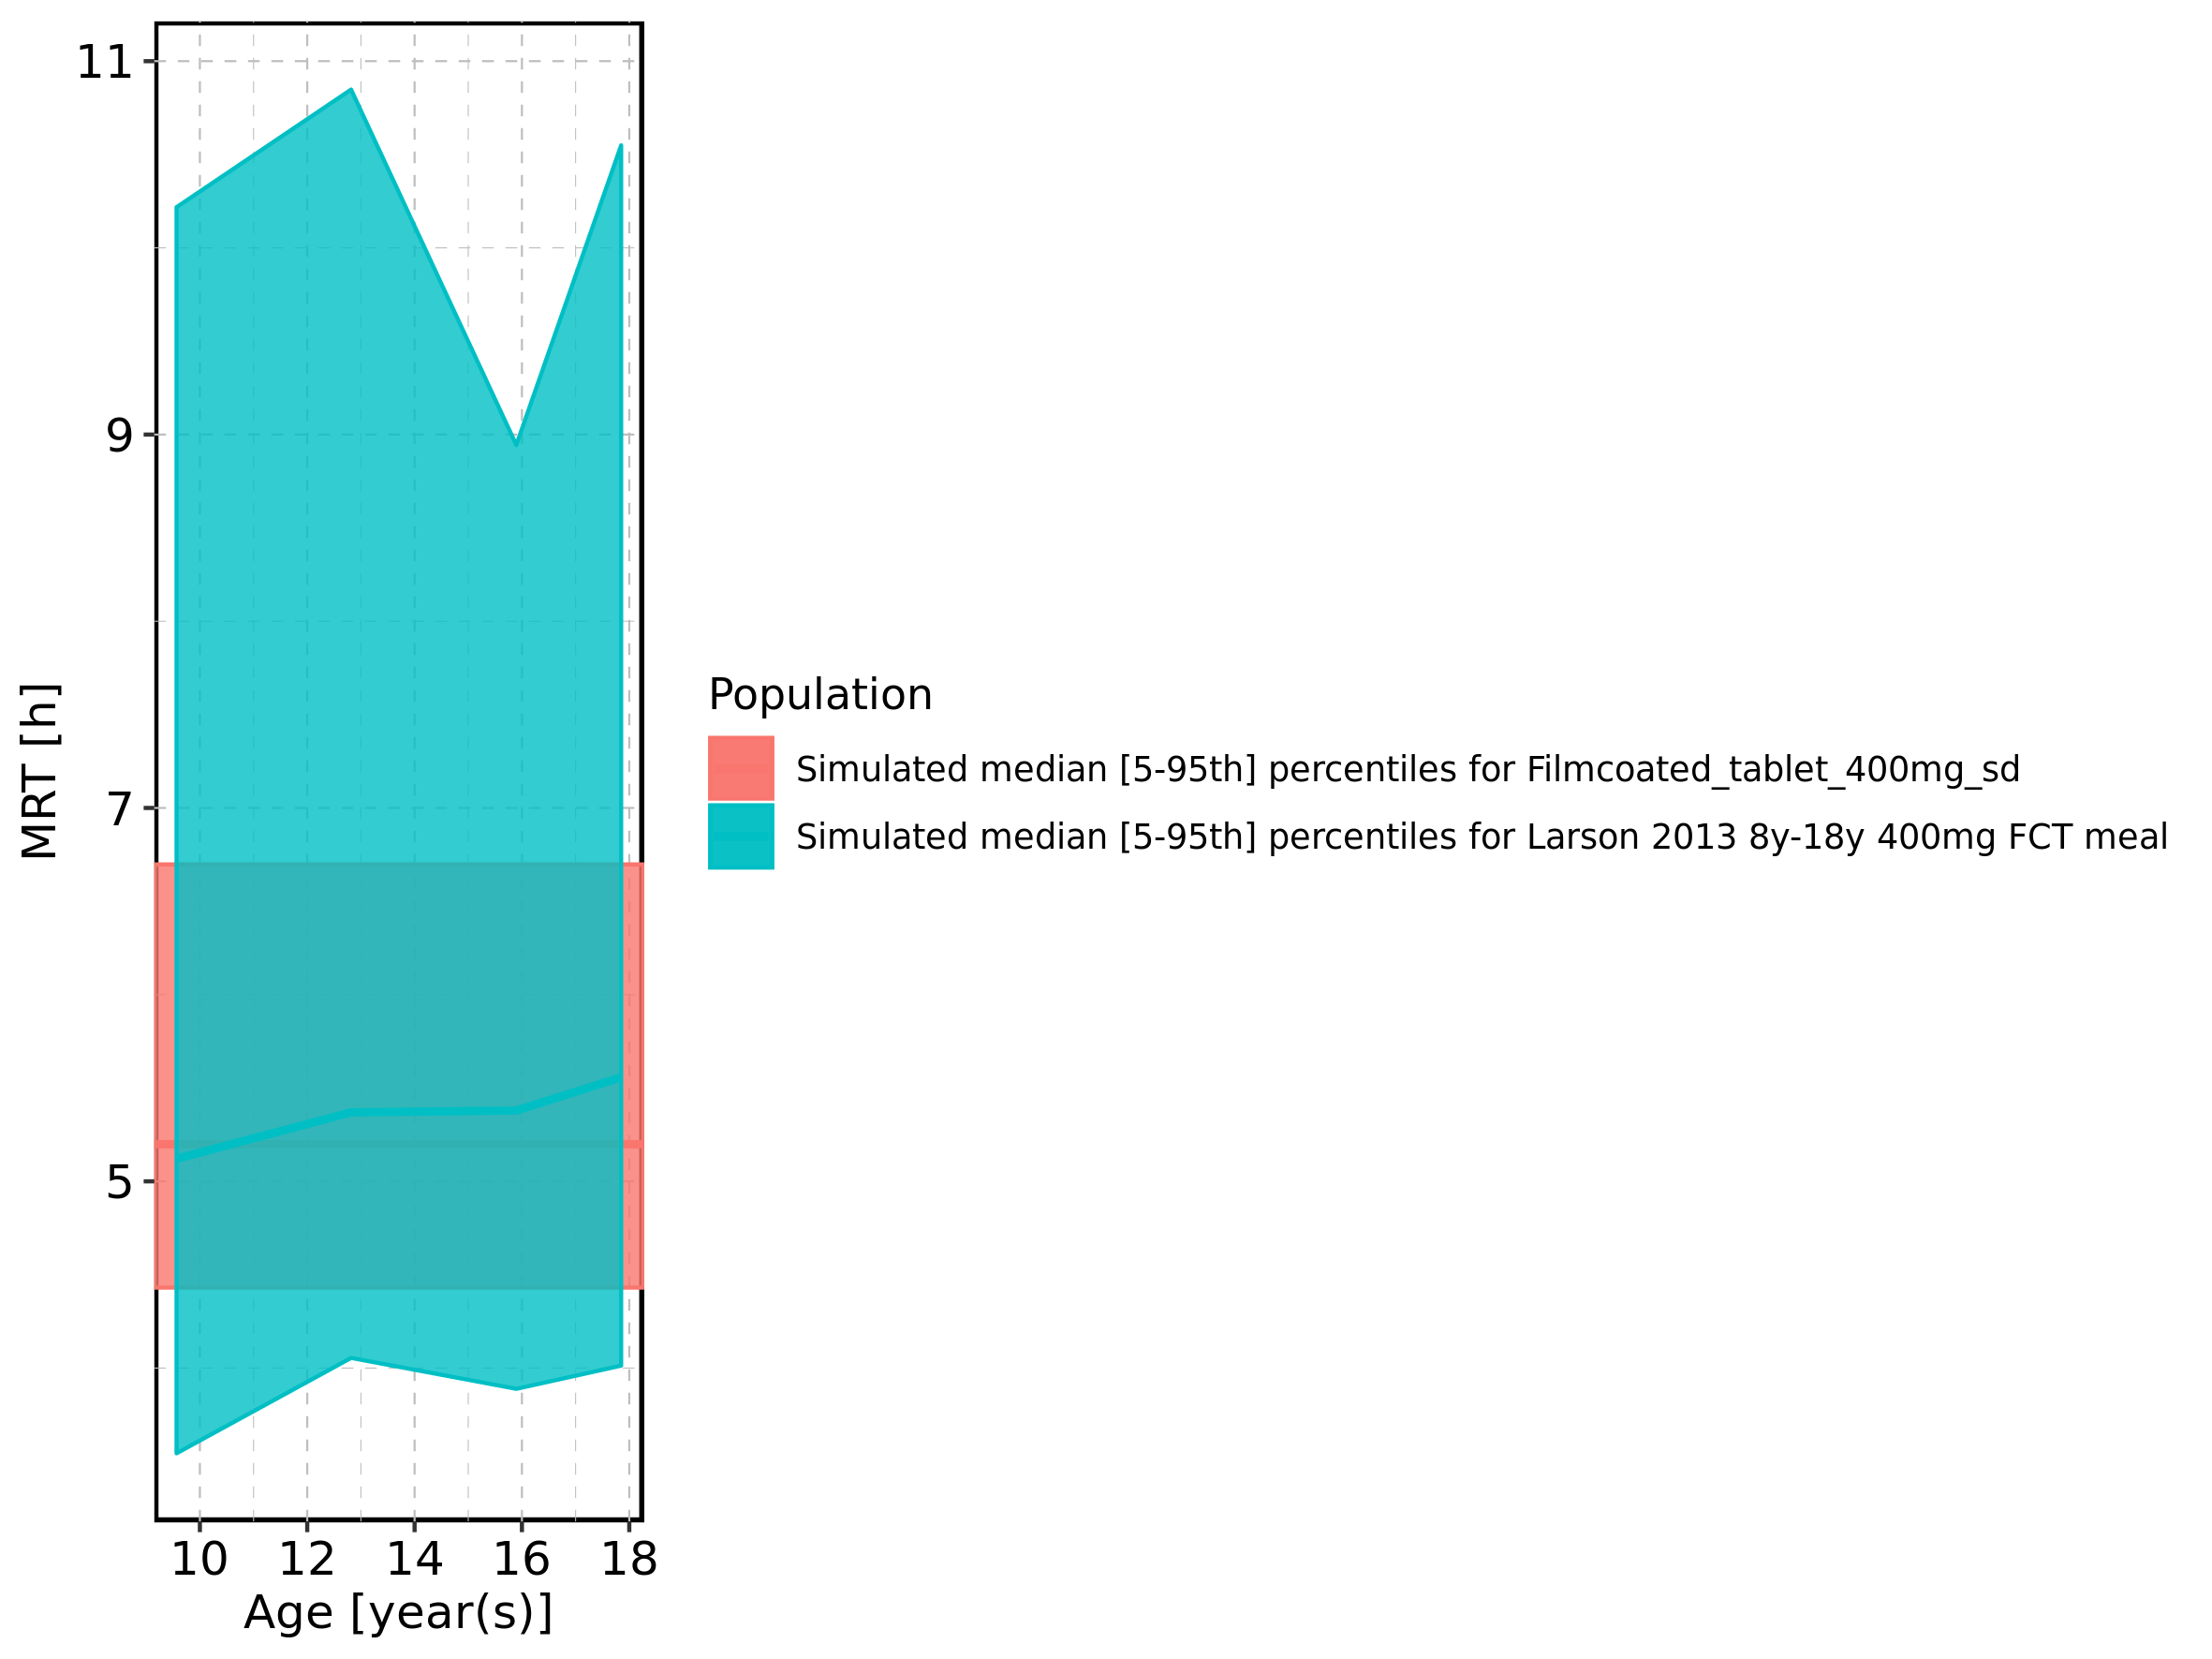 11
9
7
5
MRT [h]
10 12 14 16 18
Age [year(s)]
Population
Simulated median [5-95th] percentiles for Filmcoated_tablet_400mg_sd
Simulated median [5-95th] percentiles for Larson 2013 8y-18y 400mg FCT meal